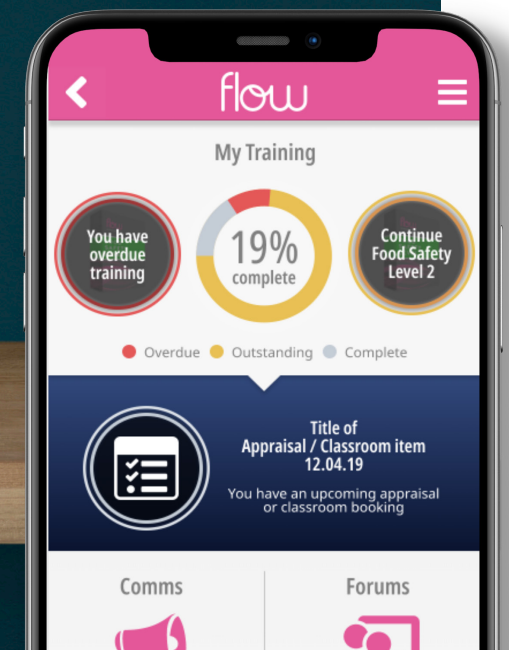 flow
My Training
You have
overdue
training
19%
complete
Continue
Food Safety
Level 2
Overdue Outstanding Complete
Title of
Appraisal / Classroom item
12.04.19
You have an upcoming appraisal
or classroom booking
Comms Forums